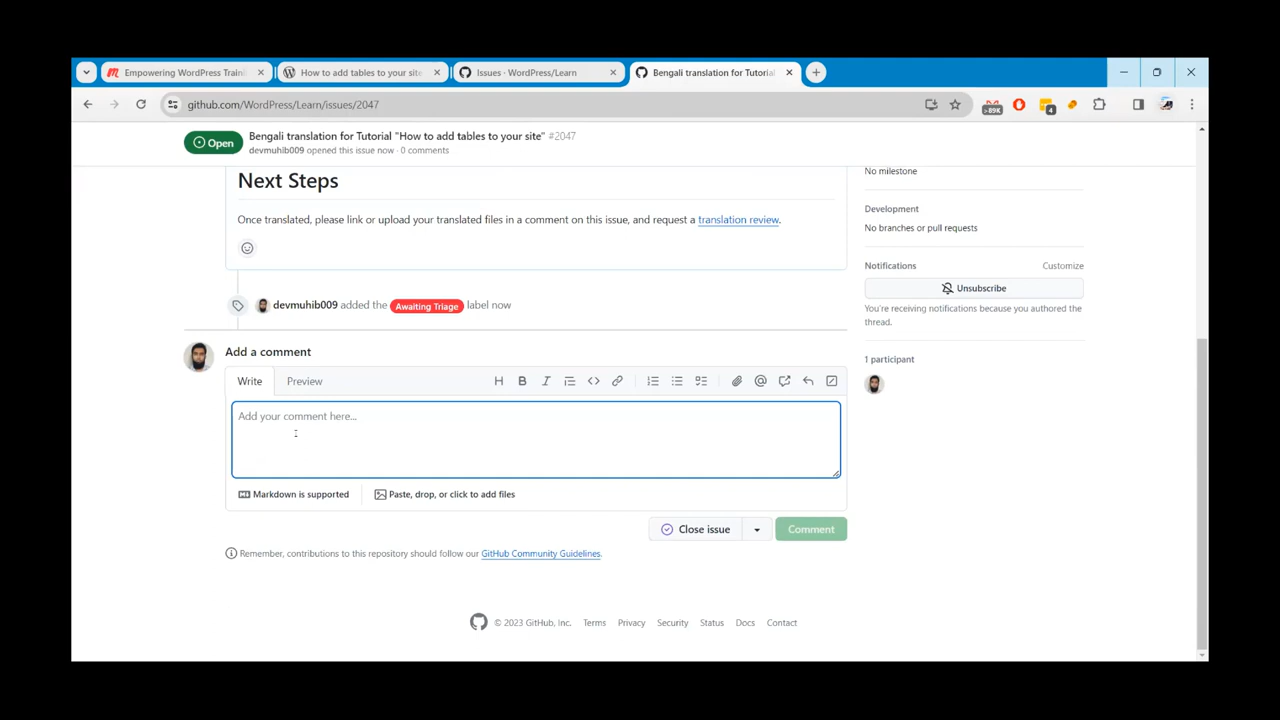 Empowering WordPress Traini
How to add tables to your site
Issues · WordPress/Learn
Bengali translation for Tutorial
github.com/WordPress/Learn/issues/2047
>89K
4
Open
Bengali translation for Tutorial "How to add tables to your site" #2047
devmuhib009 opened this issue now · 0 comments
Next Steps
Once translated, please link or upload your translated files in a comment on this issue, and request a translation review.
devmuhib009 added the Awaiting Triage label now
Add a comment
Write
Preview
Add your comment here...
Markdown is supported
Paste, drop, or click to add files
Close issue
Comment
Remember, contributions to this repository should follow our GitHub Community Guidelines.
No milestone
Development
No branches or pull requests
Notifications
Customize
Unsubscribe
You're receiving notifications because you authored the
thread.
1 participant
© 2023 GitHub, Inc.
Terms
Privacy
Security
Status
Docs
Contact